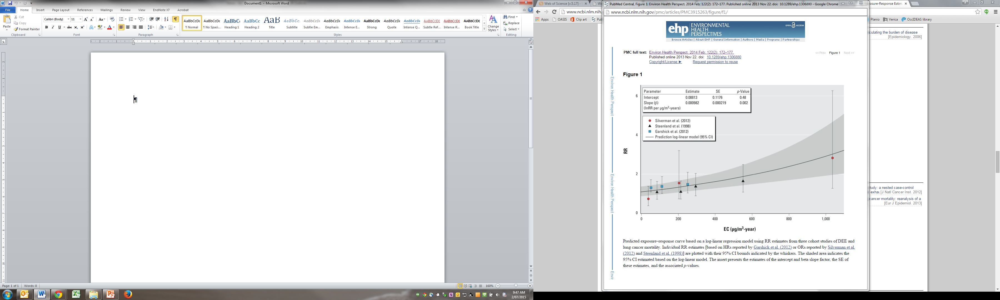 Document1 - Microsoft Word
File Home Insert Page Layout References Mailings Review View EndNote X7 Acrobat
Paste
Cut
Copy
Format Painter
Clipboard
Calibri (Body) 11
Font
Paragraph
AaBbCcDc AaBbCcDc AaBbC AaBbCc AaB AaBbCc. AaBbCcDc AaBbCcDc AaBbCcDc AaBbCcDc AaBbCcDc AaBbCcDc AABBCCDC AABBCCDC AABBCCDC
¶ Normal ¶ No Spaci... Heading 1 Heading 2 Title Subtitle Subtle Em... Emphasis Intense E... Strong Quote Intense Q... Subtle Ref... Intense R... Book Title
Styles
Change Styles
Find
Replace
Select
Editing
¶
Page: 1 of 1 Words: 0
160%
9:47 AM
2/07/2015
Web of Science [v.5.17] -
www.ncbi.nlm.nih.
Apps OASIS Clip art
PubMed Central, Figure 1: Environ Health Perspect. 2014 Feb; 122(2): 172–177. Published online 2013 Nov 22. doi: 10.1289/ehp.1306880 - Google Chrome
www.ncbi.nlm.nih.gov/pmc/articles/PMC3915263/figure/f1/
ehp ENVIRONMENTAL HEALTH PERSPECTIVES
OPEN ACCESS
Browse Articles | About EHP | General Information | Authors | Media | Programs | Partnerships
PMC full text: Environ Health Perspect. 2014 Feb; 122(2): 172–177.
Published online 2013 Nov 22. doi: 10.1289/ehp.1306880
Copyright/License ► Request permission to reuse
<< Prev Figure 1 Next >>
Figure 1
Environ Health Perspect
Environ Health Perspect
Envir
Parameter Estimate SE p-Value
Intercept 0.08813 0.1176 0.48
Slope (β) 0.000982 0.000219 0.002
(lnRR per µg/m³-years)
Silverman et al. (2012)
Steenland et al. (1998)
Garshick et al. (2012)
Prediction log-linear model (95% CI)
RR
6
4
2
0
0 200 400 600 800 1,000
EC (µg/m³-year)
Predicted exposure–response curve based on a log-linear regression model using RR estimates from three cohort studies of DEE and
lung cancer mortality. Individual RR estimates [based on HRs reported by Garshick et al. (2012) or ORs reported by Silverman et al.
(2012) and Steenland et al. (1998)] are plotted with their 95% CI bounds indicated by the whiskers. The shaded area indicates the
95% CI estimated based on the log-linear model. The insert presents the estimates of the intercept and beta slope factor, the SE of
these estimates, and the associated p-values.
osure-Response Estim
Planio Verica OccIDEAS library
culating the burden of disease
[Epidemiology. 2006]
tudy: a nested case-control
exhau [J Natl Cancer Inst. 2012]
cancer mortality: reanalysis of a
[Eur J Epidemiol. 2013]